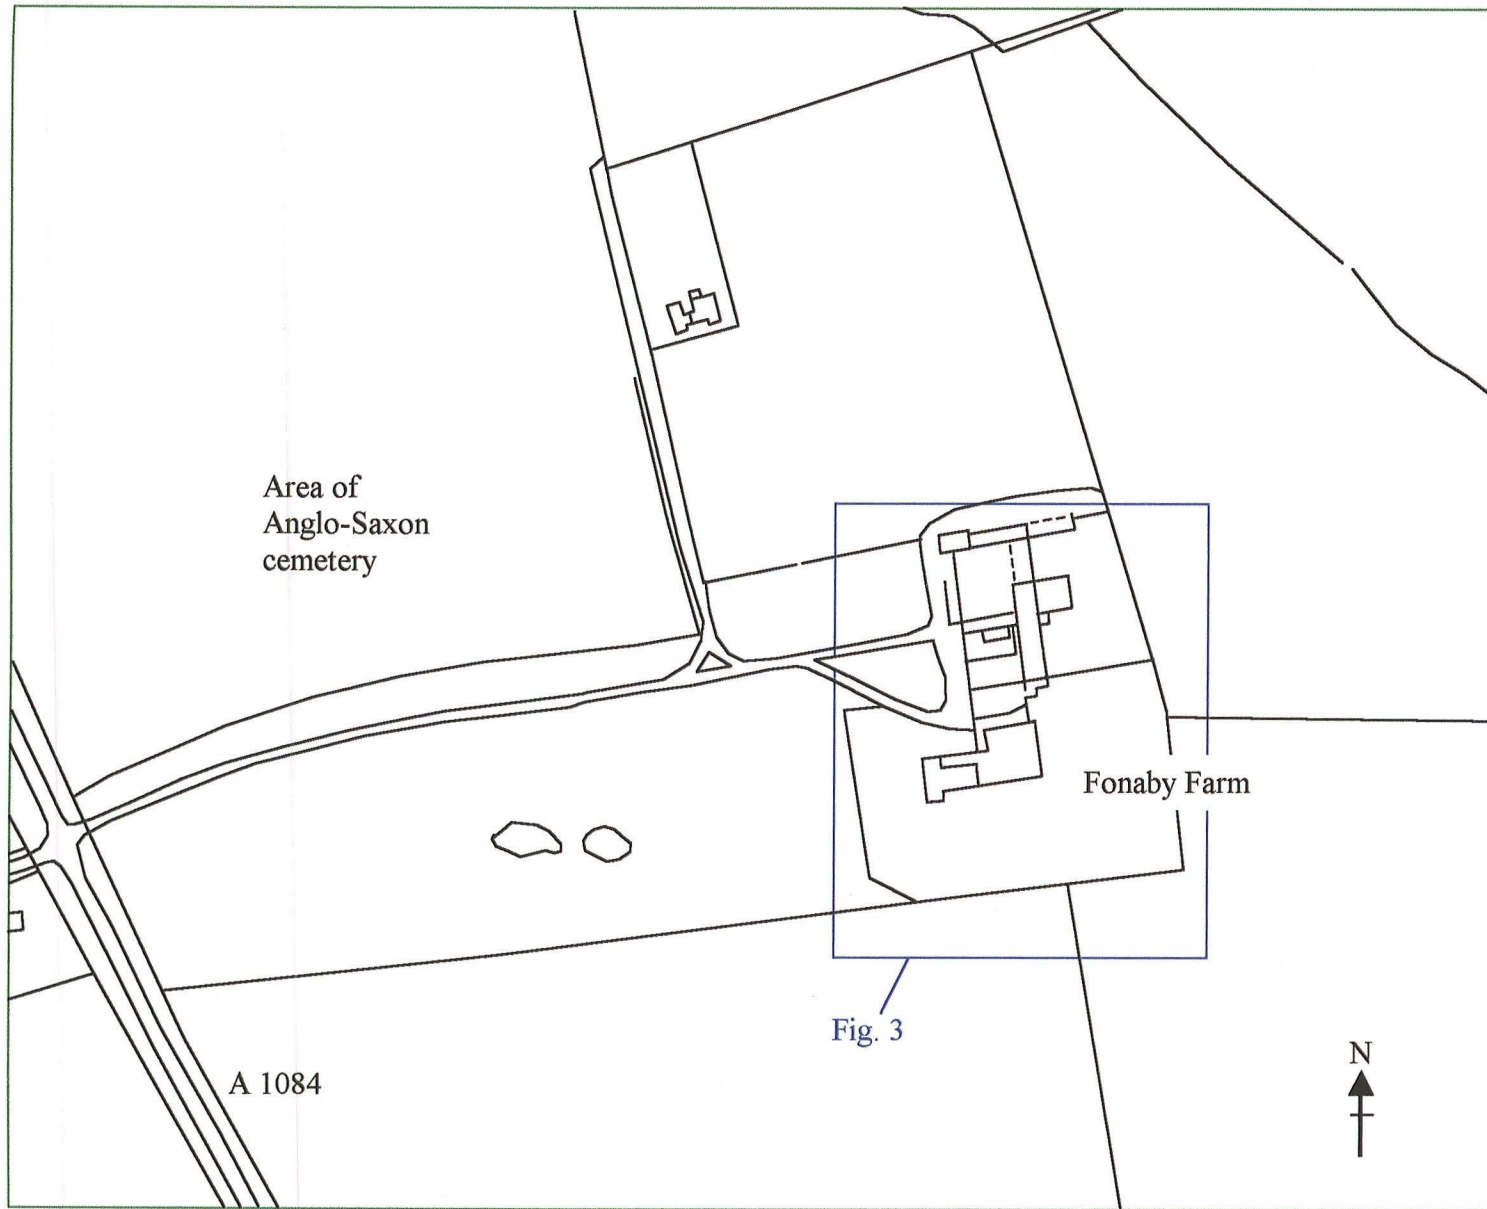 Area of
Anglo-Saxon
cemetery
Fonaby Farm
Fig. 3
N
A 1084